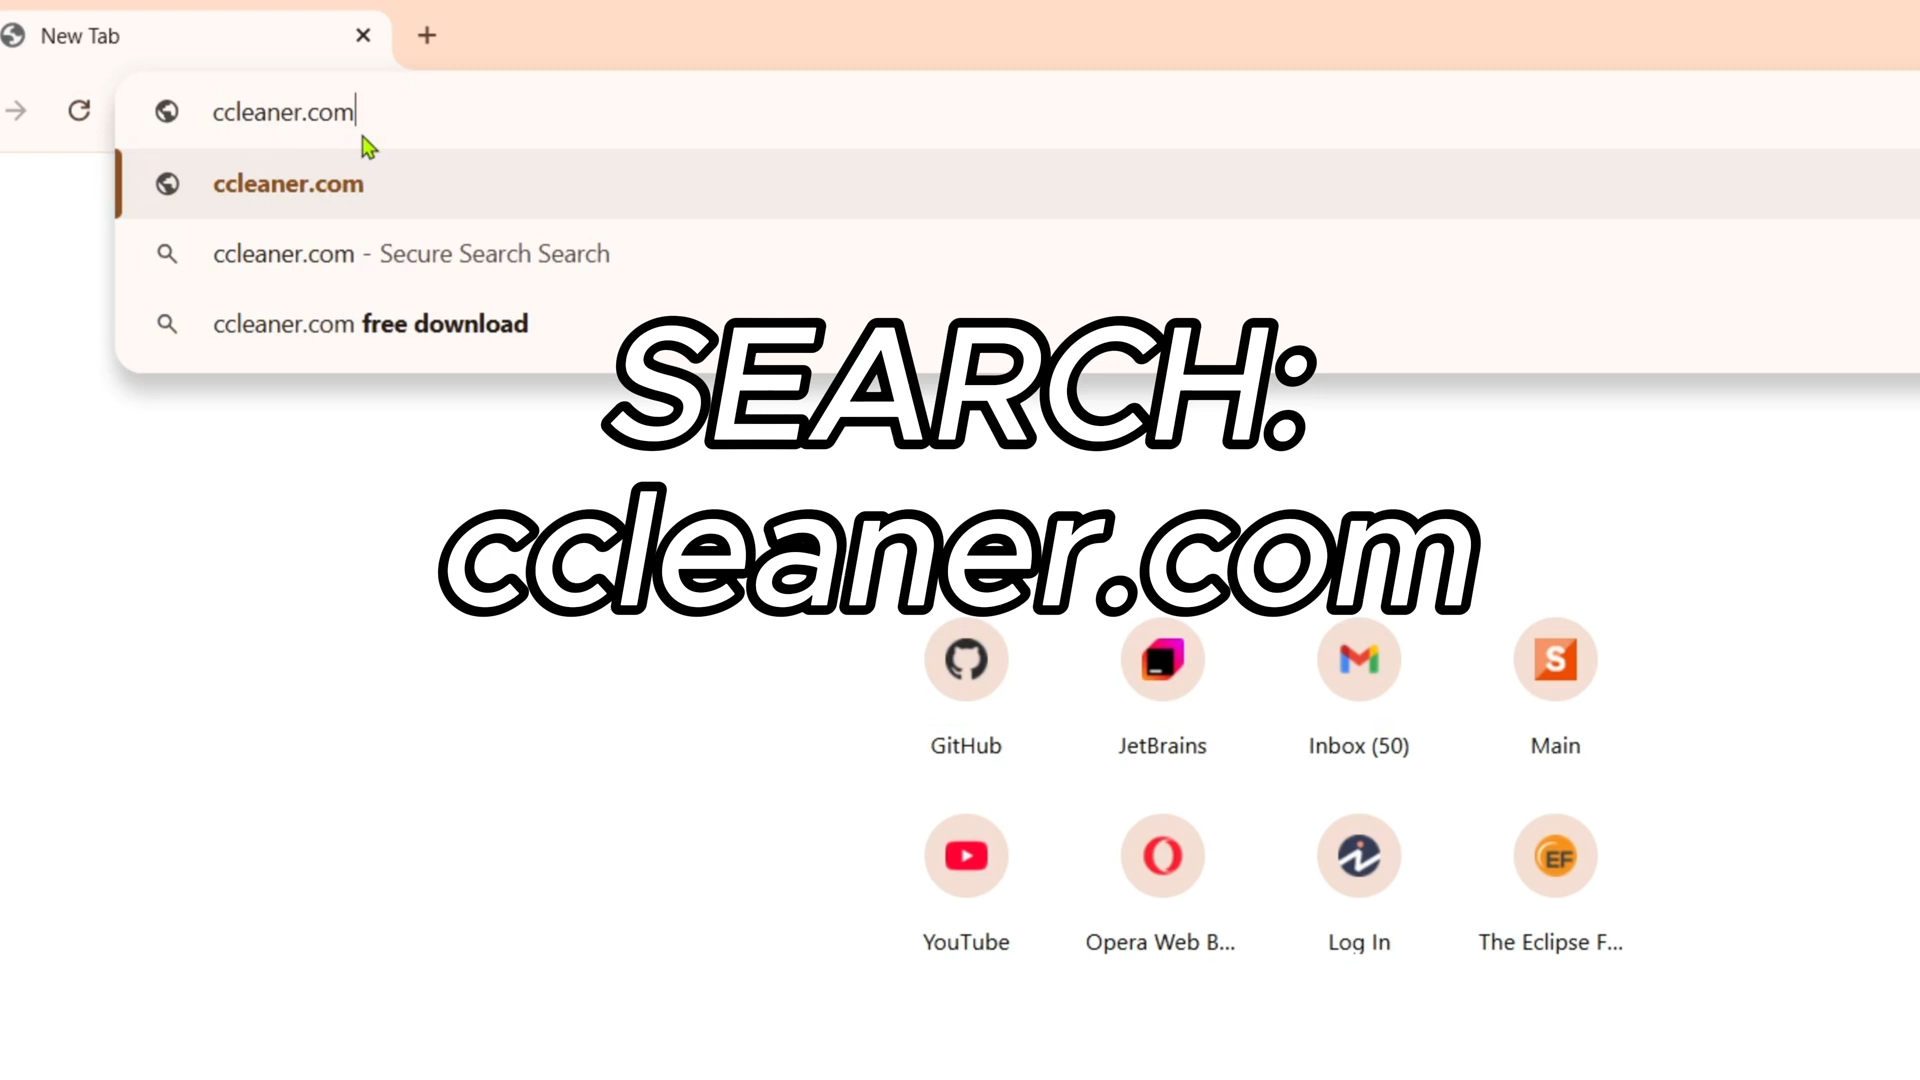 New Tab
ccleaner.com
ccleaner.com
ccleaner.com - Secure Search Search
ccleaner.com free download
SEARCH:
ccleaner.com
S
GitHub
JetBrains
Inbox (50)
Main
EF
YouTube
Opera Web B...
Log In
The Eclipse F...